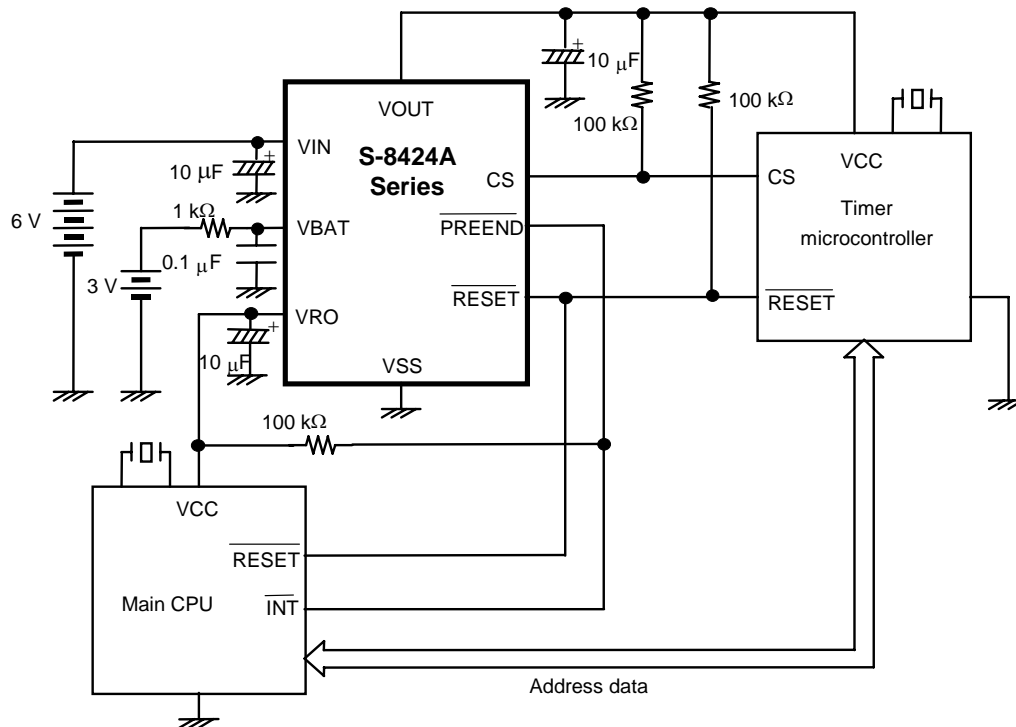 10 μF
100 kΩ
100 kΩ
VOUT
S-8424A
Series
VIN
10 μF
6 V
1 kΩ
VBAT
0.1 μF
3 V
VRO
10 μF
VSS
CS
PREEND
RESET
VCC
CS
Timer
microcontroller
RESET
100 kΩ
VCC
RESET
Main CPU
INT
Address data